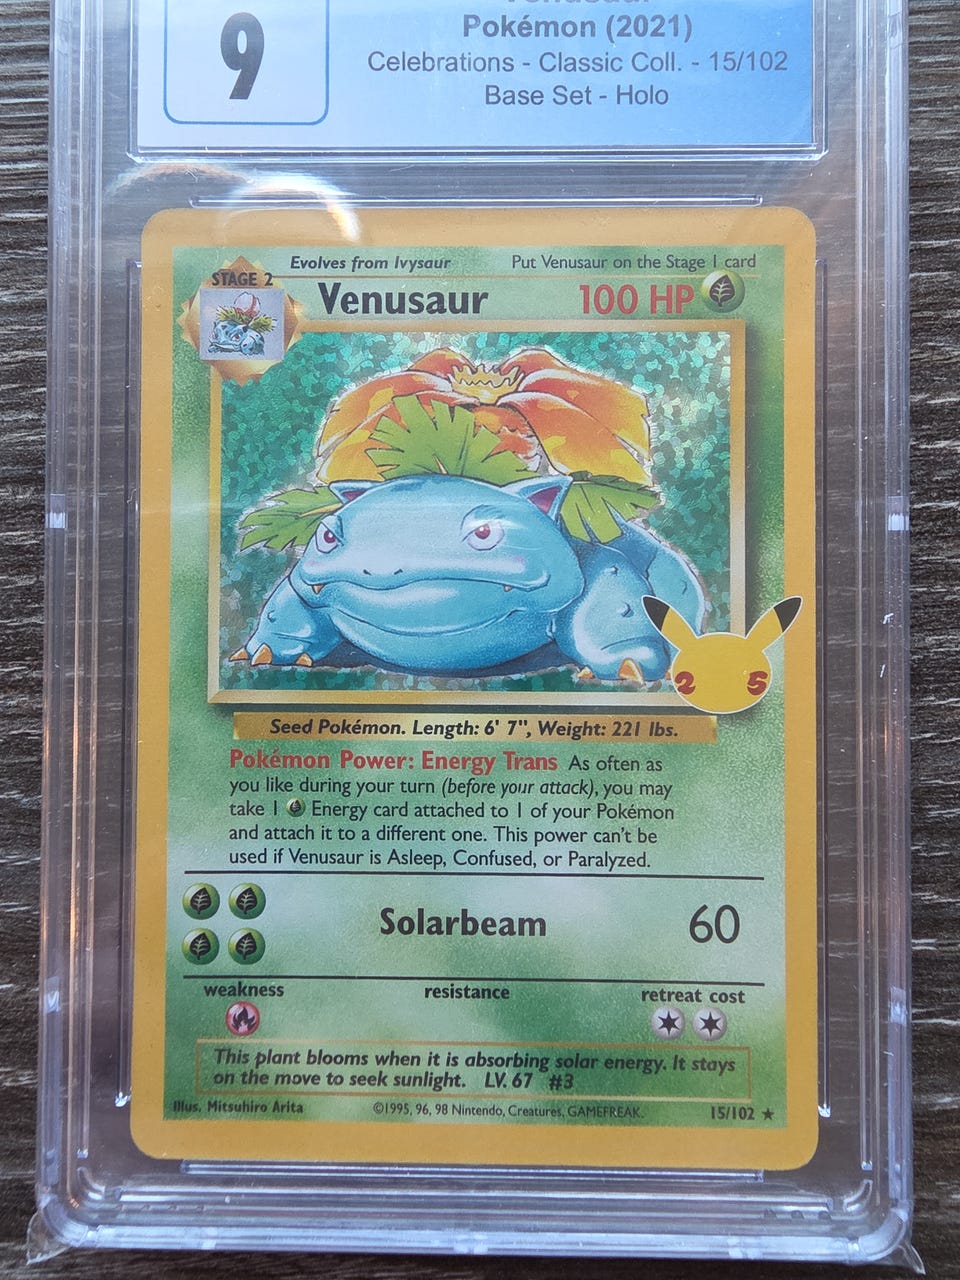 9
Venusaur
Pokémon (2021)
Celebrations - Classic Coll. - 15/102
Base Set - Holo
STAGE 2
Evolves from Ivysaur
Put Venusaur on the Stage 1 card
Venusaur
100 HP
25
Seed Pokémon. Length: 6' 7", Weight: 221 lbs.
Pokémon Power: Energy Trans As often as
you like during your turn (before your attack), you may
take 1 Energy card attached to 1 of your Pokémon
and attach it to a different one. This power can't be
used if Venusaur is Asleep, Confused, or Paralyzed.
Solarbeam 60
weakness resistance retreat cost
This plant blooms when it is absorbing solar energy. It stays
on the move to seek sunlight. LV. 67 #3
Illus. Mitsuhiro Arita ©1995, 96, 98 Nintendo, Creatures, GAMEFREAK. 15/102 ★